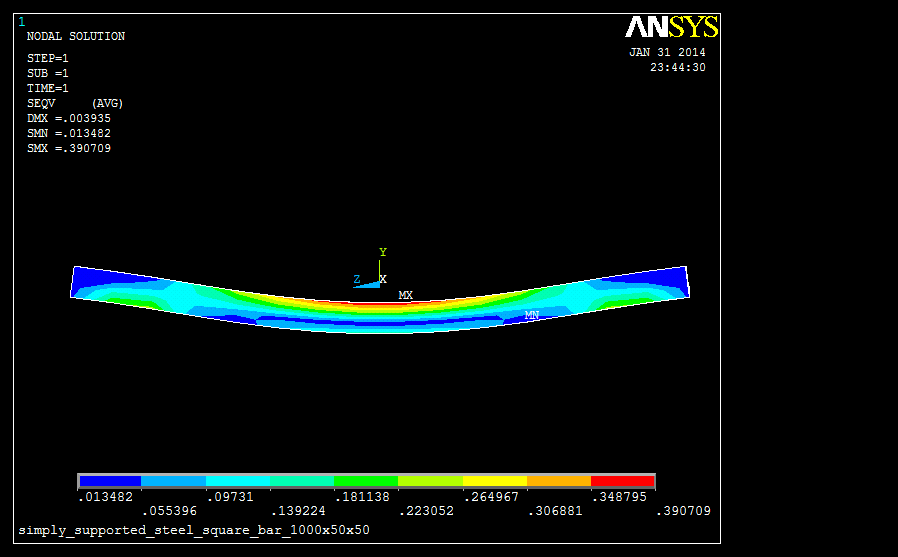 1
ANSYS
NODAL SOLUTION
JAN 31 2014
23:44:30
STEP=1
SUB =1
TIME=1
SEQV     (AVG)
DMX =.003935
SMN =.013482
SMX =.390709
Y
Z X
MX
MN
.013482 .09731 .181138 .264967 .348795
.055396 .139224 .223052 .306881 .390709
simply_supported_steel_square_bar_1000x50x50